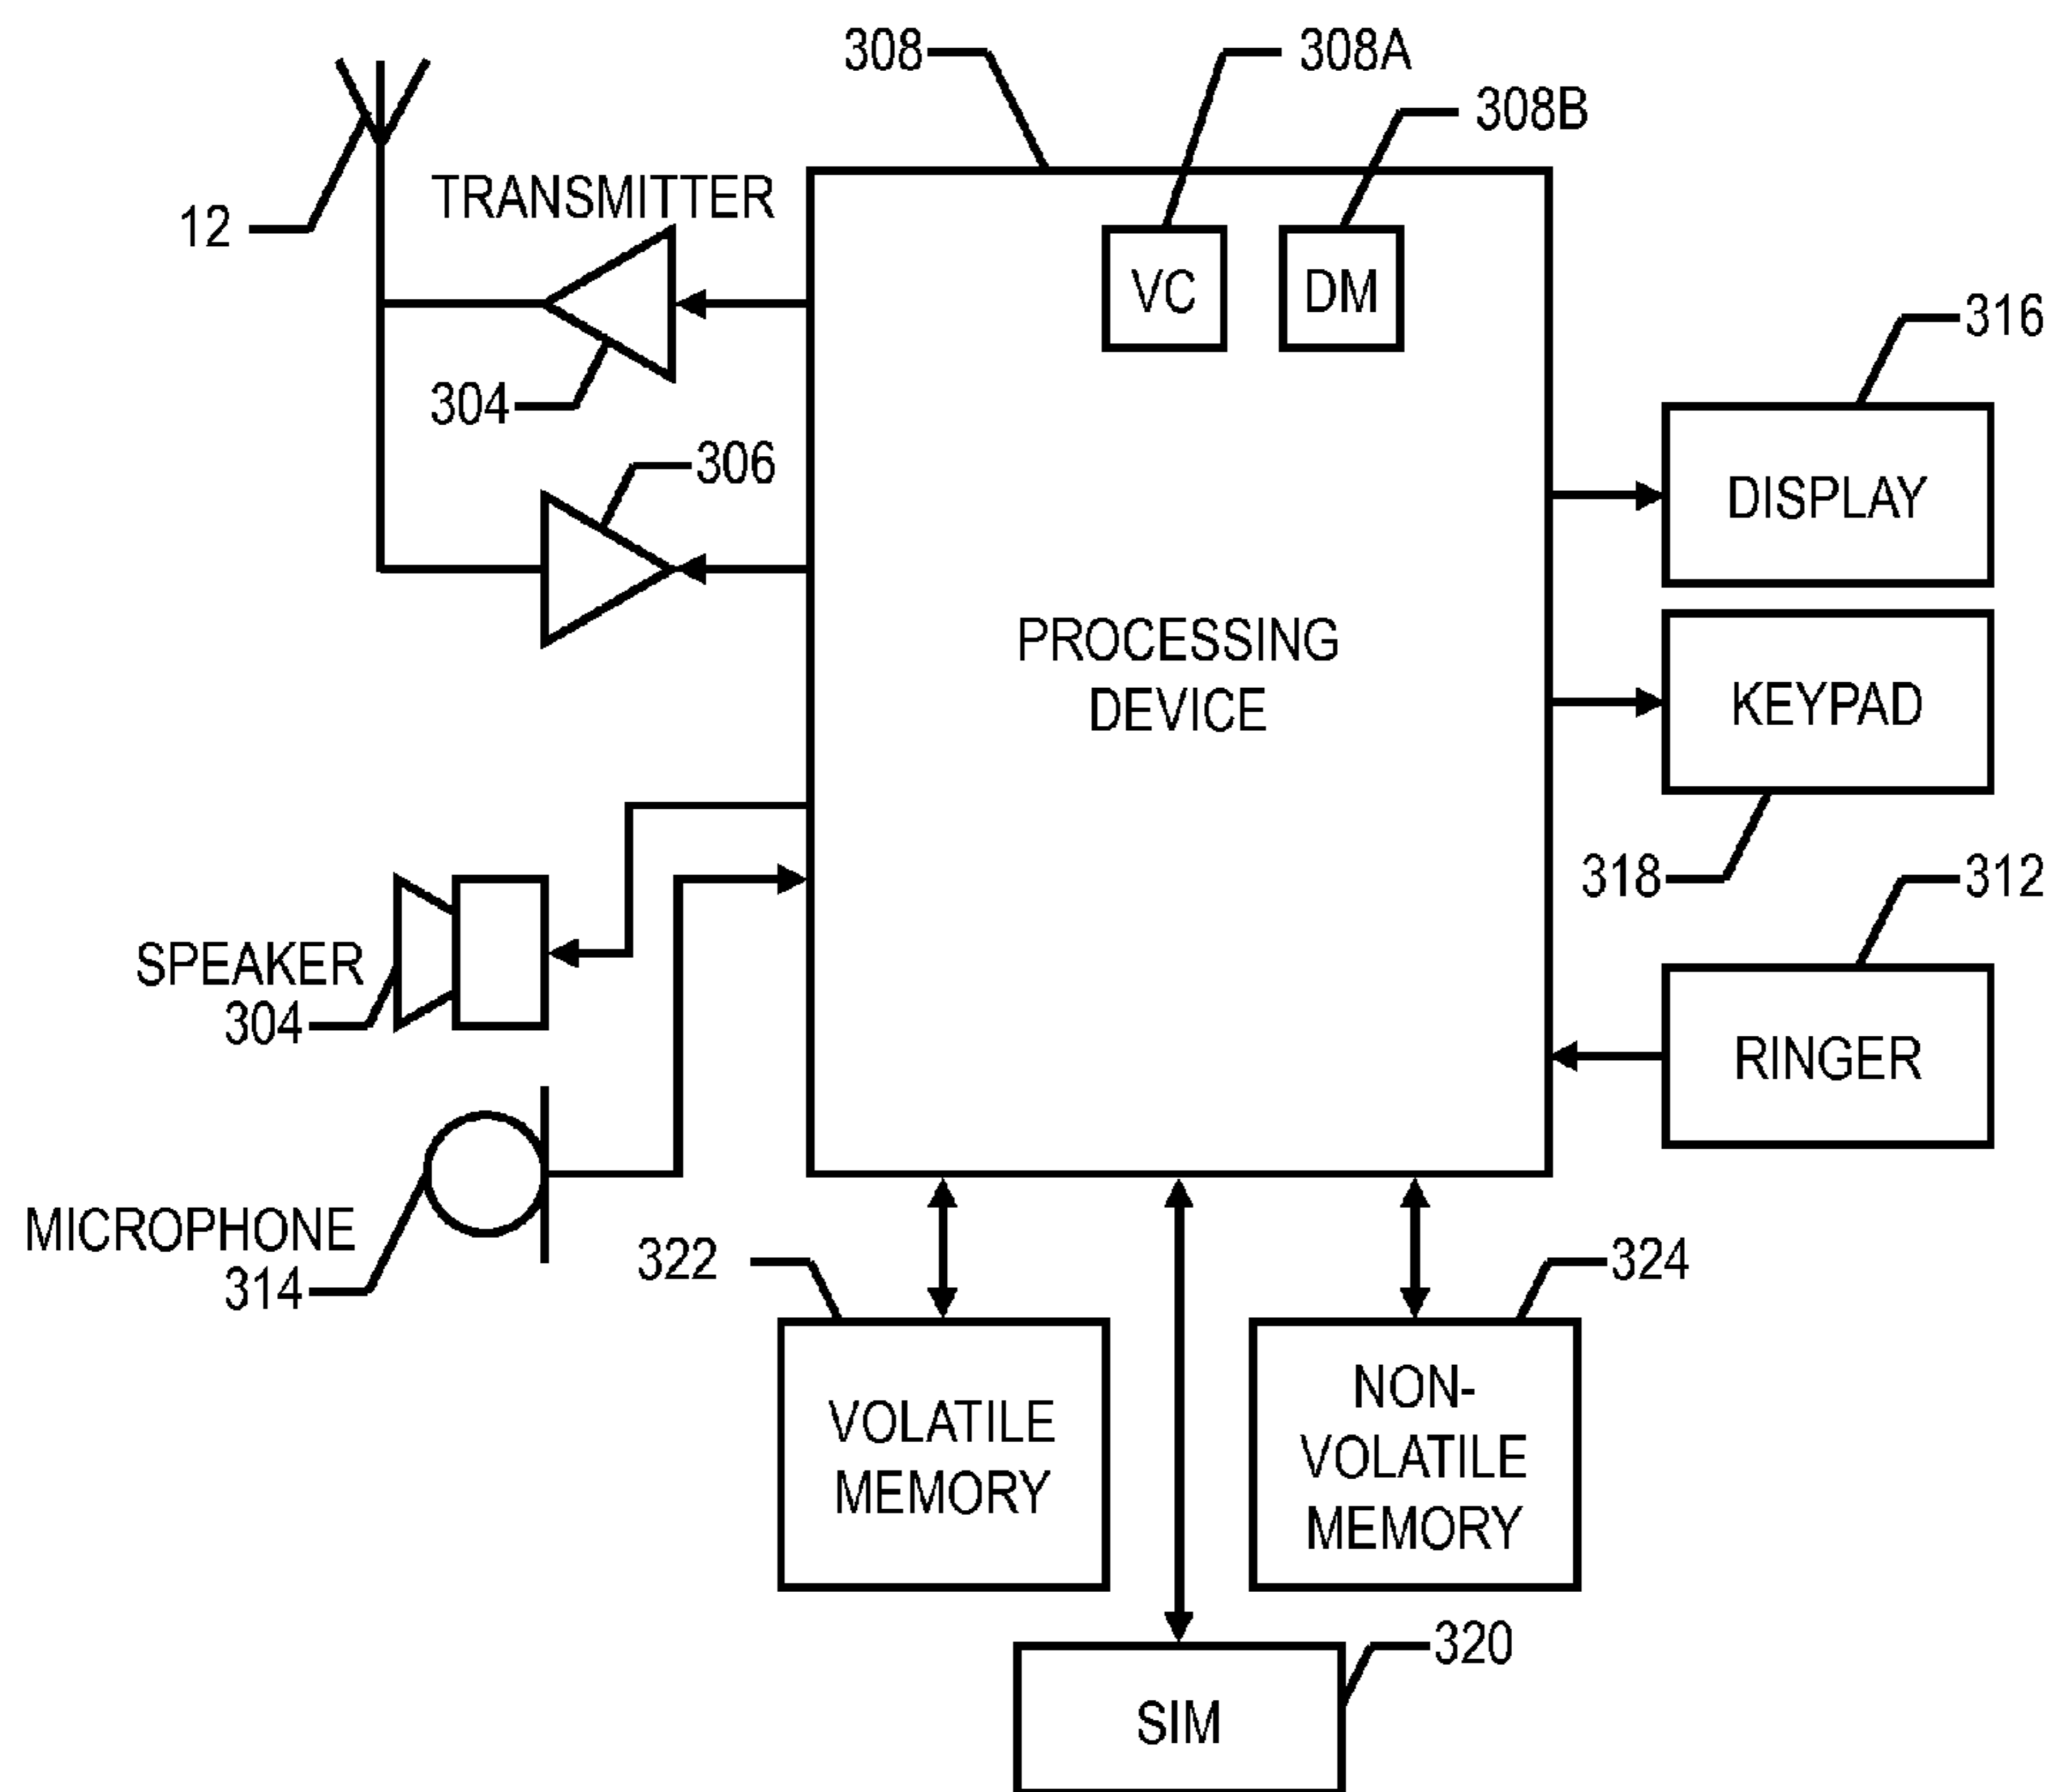 308
308A
308B
12
TRANSMITTER
VC
DM
316
304
306
DISPLAY
PROCESSING
DEVICE
KEYPAD
318
312
SPEAKER
304
RINGER
MICROPHONE
314
322
324
VOLATILE
MEMORY
NON-
VOLATILE
MEMORY
320
SIM